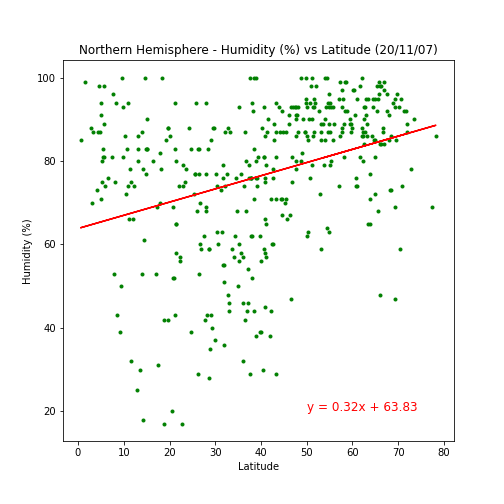 Northern Hemisphere - Humidity (%) vs Latitude (20/11/07)
100
80
60
40
20
Humidity (%)
y = 0.32x + 63.83
0 10 20 30 40 50 60 70 80
Latitude